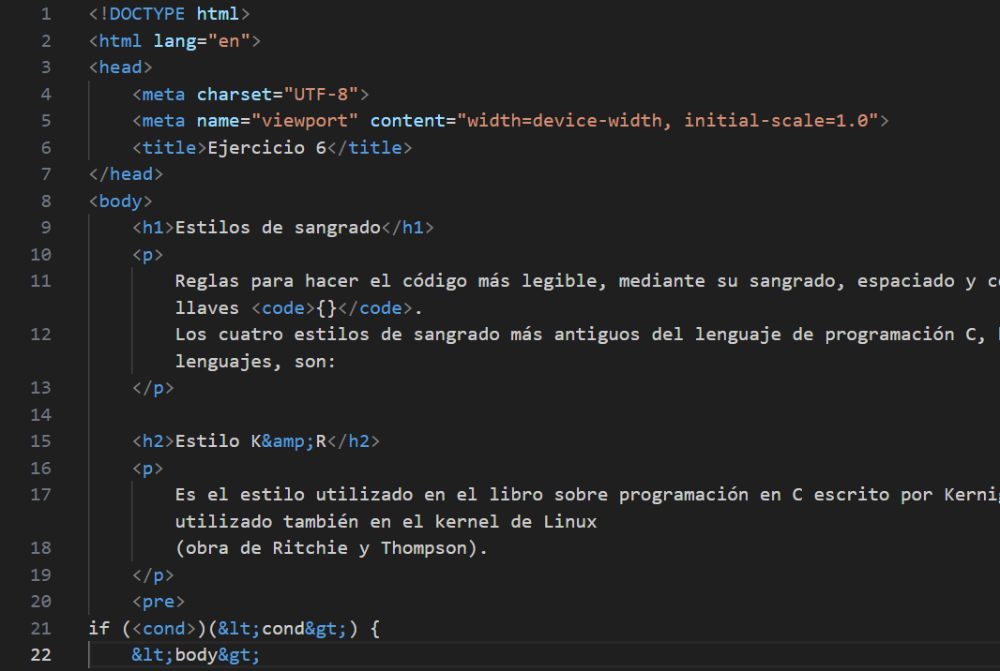 1 <!DOCTYPE html>
2 <html lang="en">
3 <head>
4 <meta charset="UTF-8">
5 <meta name="viewport" content="width=device-width, initial-scale=1.0">
6 <title>Ejercicio 6</title>
7 </head>
8 <body>
9 <h1>Estilos de sangrado</h1>
10 <p>
11 Reglas para hacer el código más legible, mediante su sangrado, espaciado y
llaves <code>{}</code>.
12 Los cuatro estilos de sangrado más antiguos del lenguaje de programación C,
lenguajes, son:
13 </p>
14
15 <h2>Estilo K&amp;R</h2>
16 <p>
17 Es el estilo utilizado en el libro sobre programación en C escrito por
utilizado también en el kernel de Linux
18 (obra de Ritchie y Thompson).
19 </p>
20 <pre>
21 if (<cond>)(&lt;cond&gt;) {
22 &lt;body&gt;